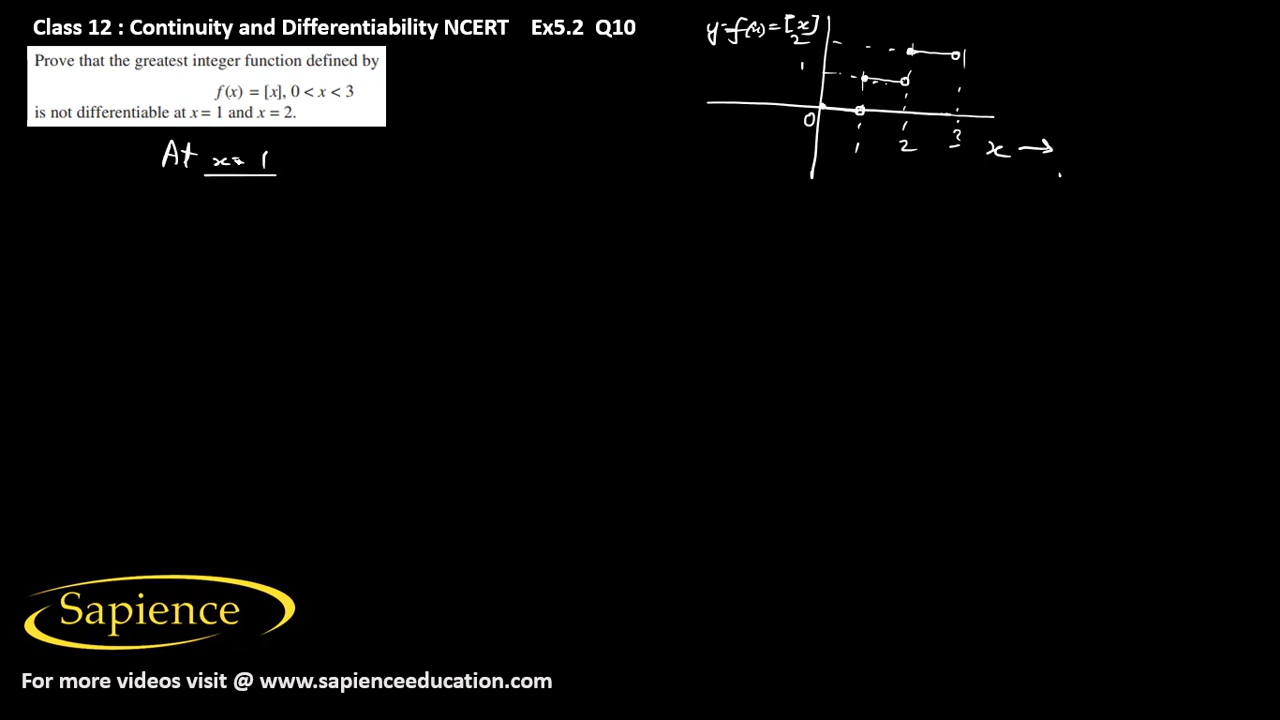 Class 12 : Continuity and Differentiability NCERT Ex5.2 Q10
Prove that the greatest integer function defined by
f(x) = [x], 0 < x < 3
is not differentiable at x = 1 and x = 2.
At x = 1
y = f(x) = [x]
2
1
0
1 2 3 x →
Sapience
For more videos visit @ www.sapienceeducation.com